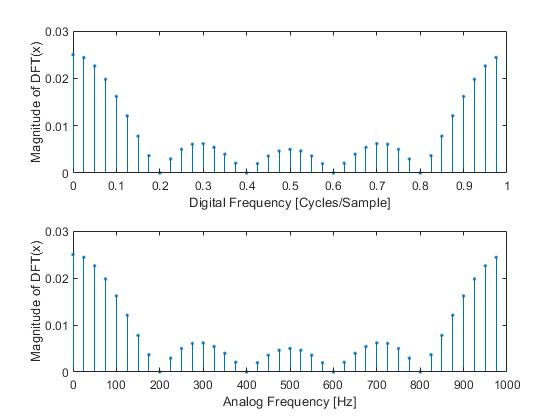 0.03
0.02
0.01
0
Magnitude of DFT(x)
0 0.1 0.2 0.3 0.4 0.5 0.6 0.7 0.8 0.9 1
Digital Frequency [Cycles/Sample]
0.03
0.02
0.01
0
Magnitude of DFT(x)
0 100 200 300 400 500 600 700 800 900 1000
Analog Frequency [Hz]